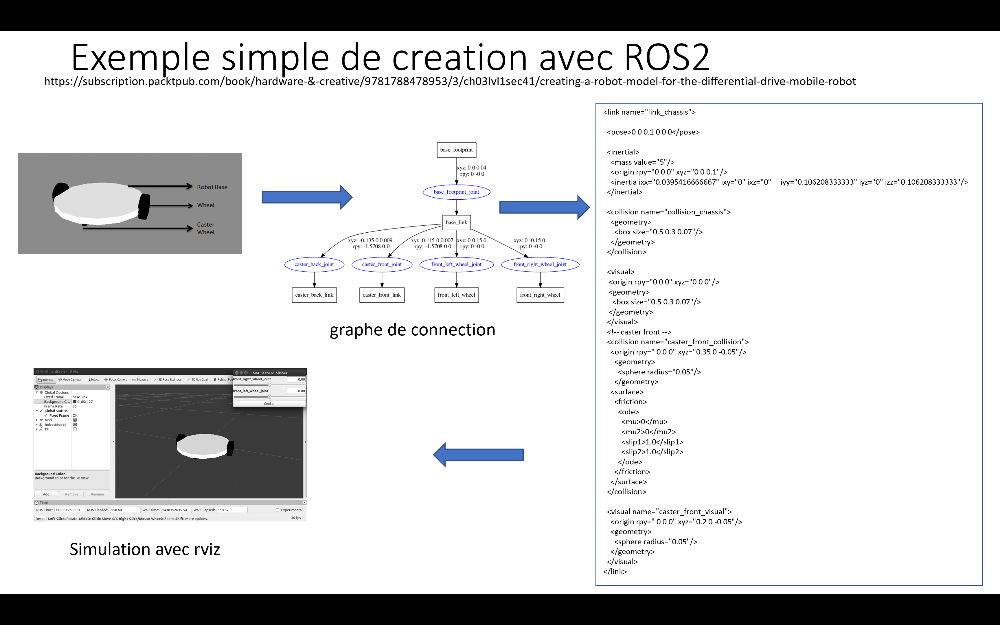 Exemple simple de creation avec ROS2
https://subscription.packtpub.com/book/hardware-&-creative/9781788478953/3/ch03lvl1sec41/creating-a-robot-model-for-the-differential-drive-mobile-robot
Robot Base
Wheel
Caster
Wheel
base_footprint
xyz: 0 0 0.04
rpy: 0 -0 0
base_footprint_joint
base_link
xyz: -0.135 0 0.009
rpy: -1.5708 0 0
xyz: 0.115 0 0.007
rpy: -1.5708 0 0
xyz: 0 0.15 0
rpy: 0 -0 0
xyz: 0 -0.15 0
rpy: 0 -0 0
caster_back_joint
caster_front_joint
front_left_wheel_joint
front_right_wheel_joint
caster_back_link
caster_front_link
front_left_wheel
front_right_wheel
graphe de connection
<link name="link_chassis">
<pose>0 0 0.1 0 0 0</pose>
<inertial>
<mass value="5"/>
<origin rpy="0 0 0" xyz="0 0 0.1"/>
<inertia ixx="0.0395416666667" ixy="0" ixz="0" iyy="0.106208333333" iyz="0" izz="0.106208333333"/>
</inertial>
<collision name="collision_chassis">
<geometry>
<box size="0.5 0.3 0.07"/>
</geometry>
</collision>
<visual>
<origin rpy="0 0 0" xyz="0 0 0"/>
<geometry>
<box size="0.5 0.3 0.07"/>
</geometry>
</visual>
<!-- caster front -->
<collision name="caster_front_collision">
<origin rpy=" 0 0 0" xyz="0.35 0 -0.05"/>
<geometry>
<sphere radius="0.05"/>
</geometry>
<surface>
<friction>
<ode>
<mu>0</mu>
<mu2>0</mu2>
<slip1>1.0</slip1>
<slip2>1.0</slip2>
</ode>
</friction>
</surface>
</collision>
<visual name="caster_front_visual">
<origin rpy=" 0 0 0" xyz="0.2 0 -0.05"/>
<geometry>
<sphere radius="0.05"/>
</geometry>
</visual>
</link>
urdf.rviz* - RViz
Interact Move Camera Select Focus Camera Measure 2D Pose Estimate 2D Nav Goal Publish Poi
Joint State Publisher
front_right_wheel_joint 0.00
front_left_wheel_joint 0.00
Center
Displays
Global Options
Fixed Frame base_link
Background C... 0; 85; 127
Frame Rate 30
Global Status:...
Fixed Frame OK
Grid
RobotModel
TF
Background Color
Background color for the 3D view.
Add Remove Rename
Time
ROS Time: 1430312635.51 ROS Elapsed: 110.60 Wall Time: 1430312635.54 Wall Elapsed: 110.57 Experimental
Reset Left-Click: Rotate. Middle-Click: Move X/Y. Right-Click/Mouse Wheel:: Zoom. Shift: More options. 30 fps
Simulation avec rviz